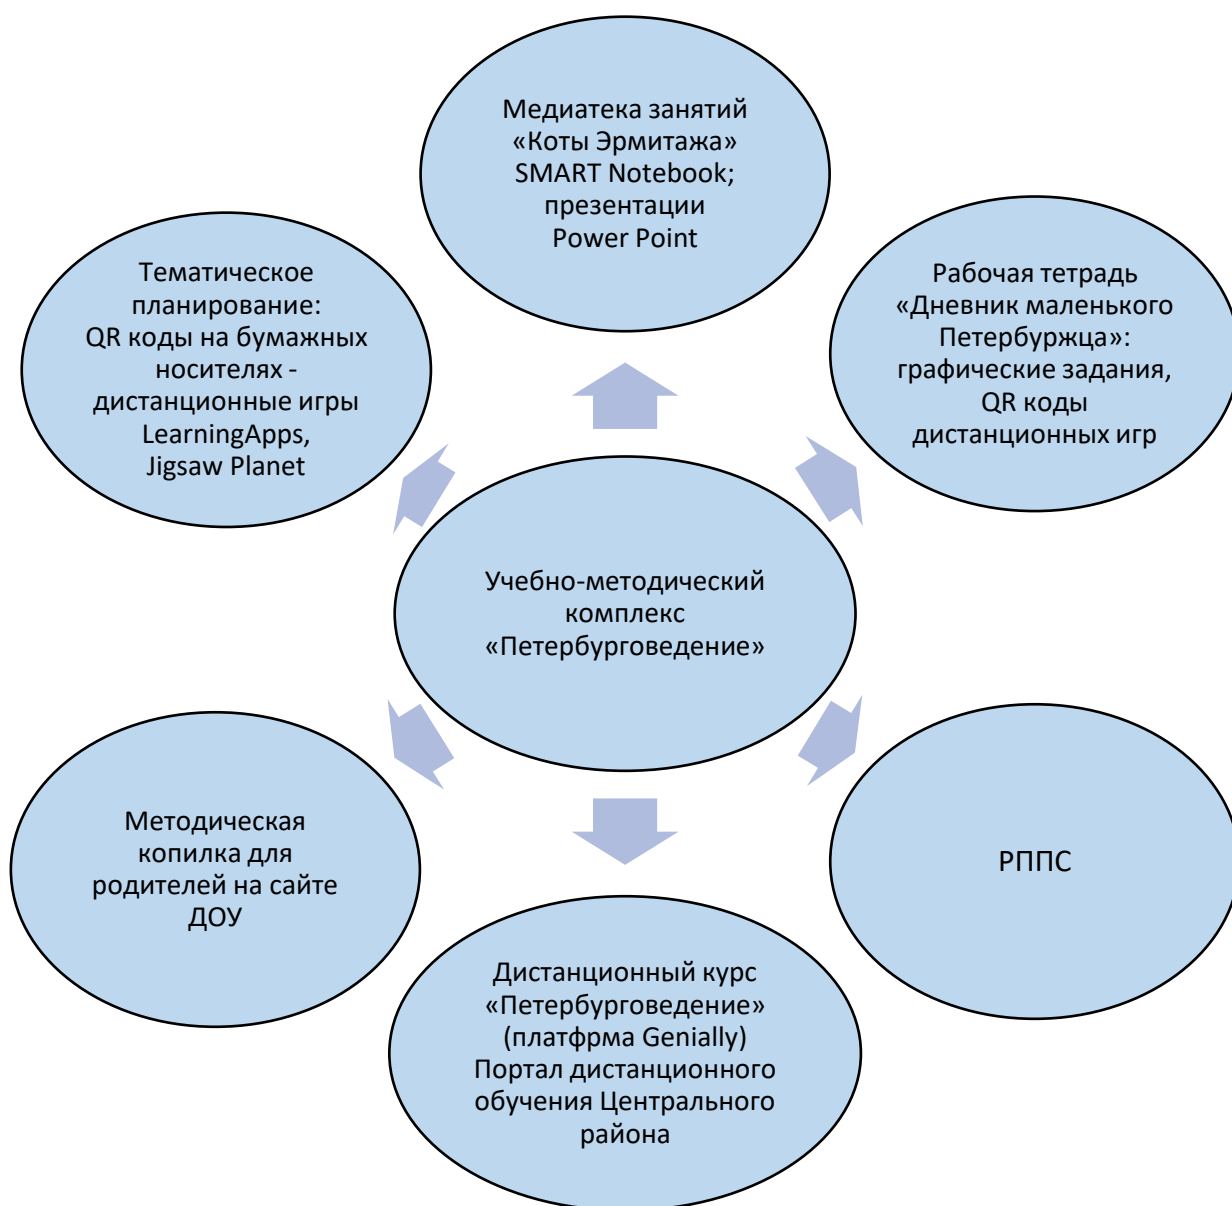 Медиатека занятий
«Коты Эрмитажа»
SMART Notebook;
презентации
Power Point
Тематическое
планирование:
QR коды на бумажных
носителях -
дистанционные игры
LearningApps,
Jigsaw Planet
Рабочая тетрадь
«Дневник маленького
Петербуржца»:
графические задания,
QR коды
дистанционных игр
Учебно-методический
комплекс
«Петербурговедение»
Методическая
копилка для
родителей на сайте
ДОУ
РППС
Дистанционный курс
«Петербурговедение»
(платфрма Genially)
Портал дистанционного
обучения Центрального
района